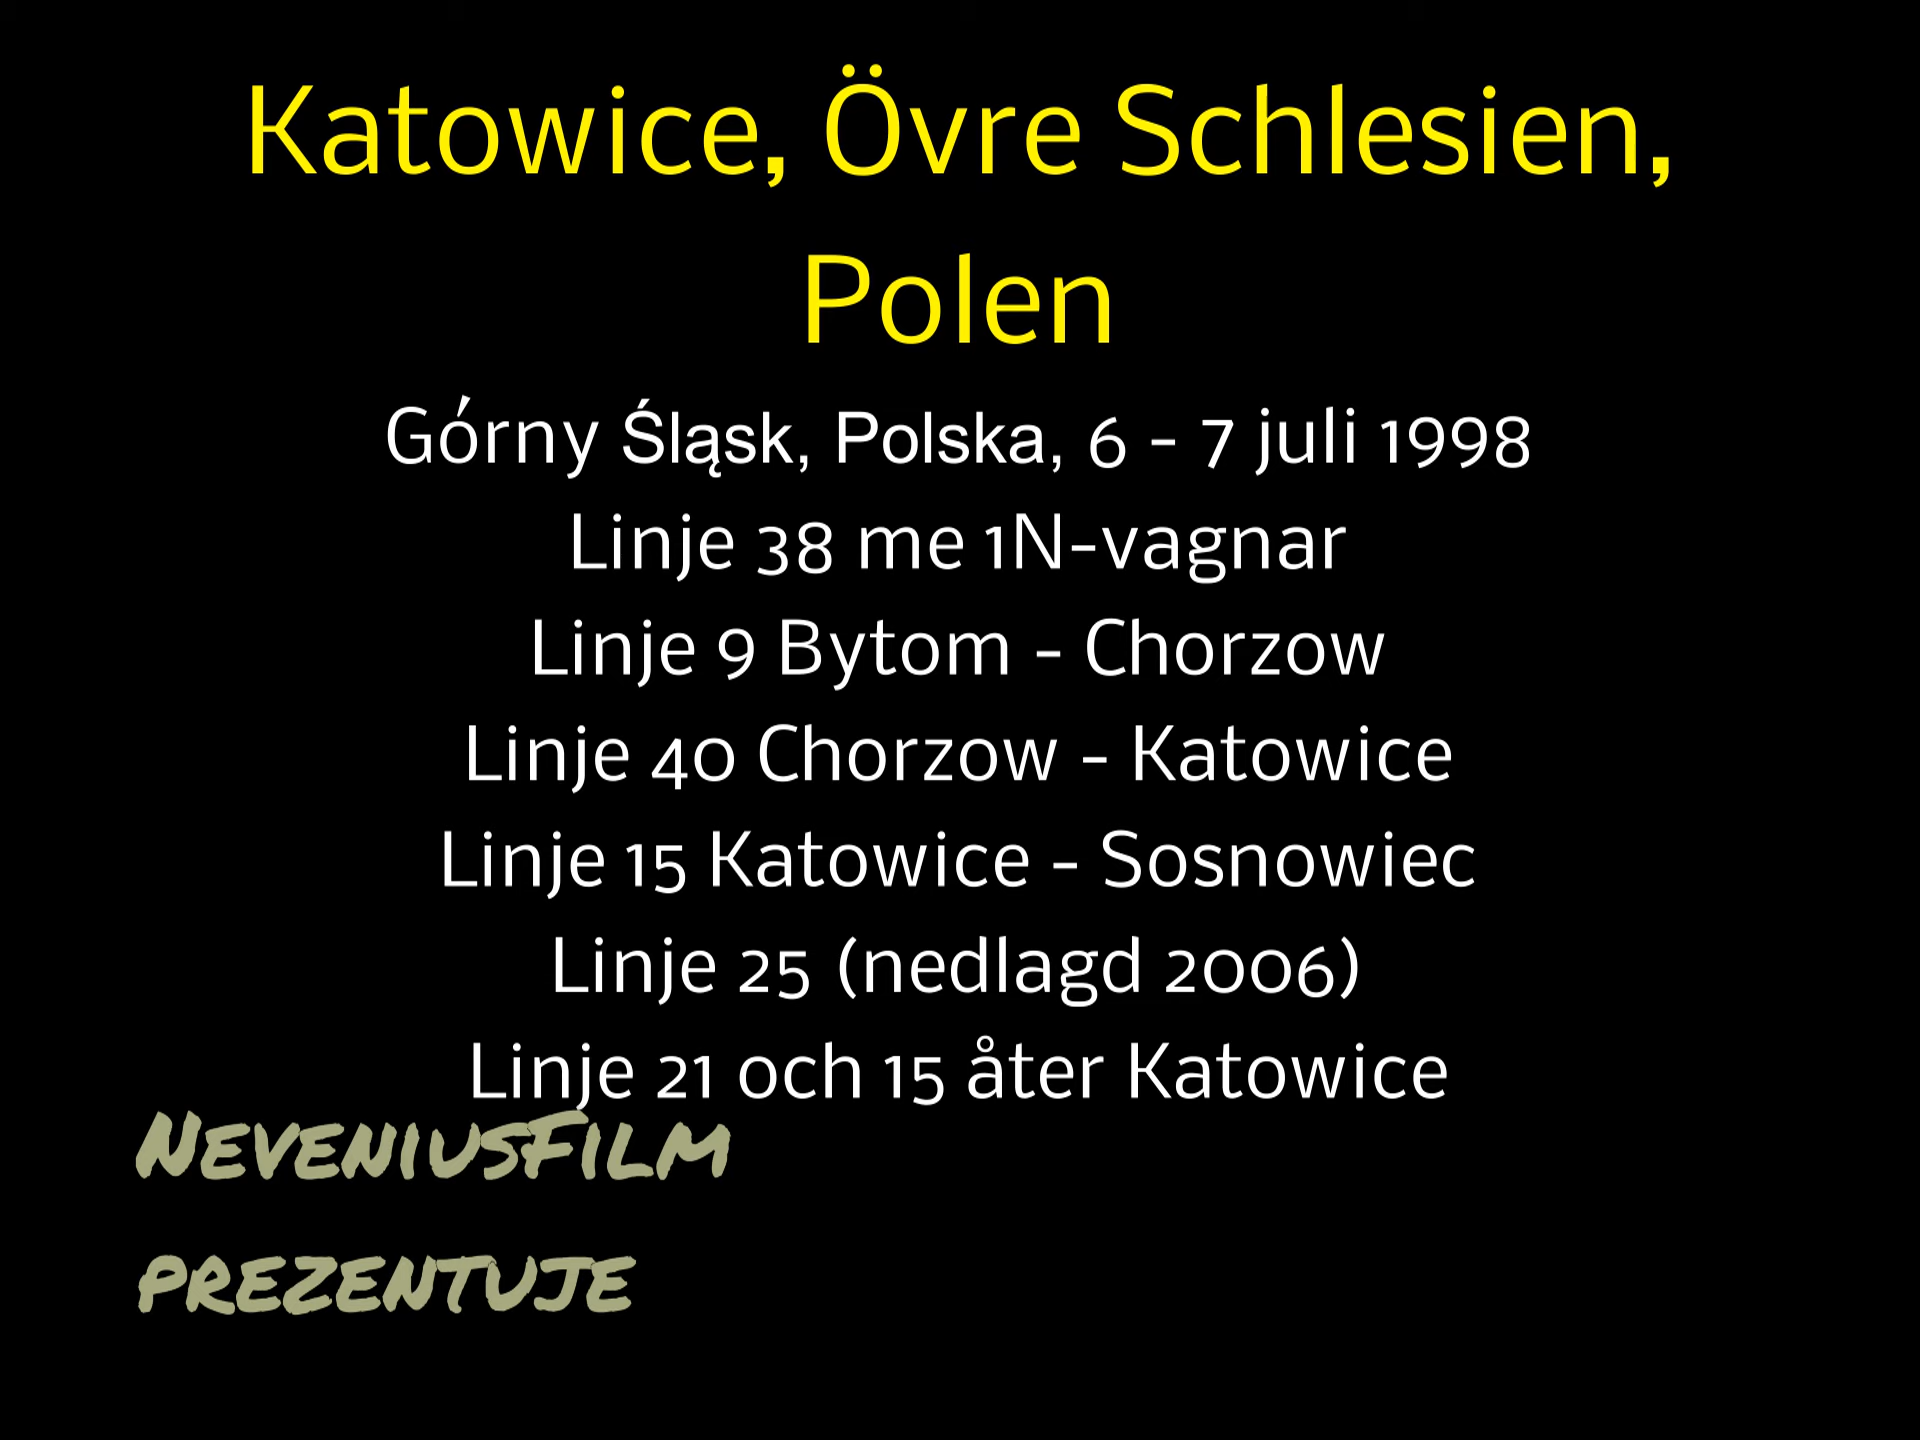 Katowice, Övre Schlesien,
Polen
Górny Śląsk, Polska, 6 - 7 juli 1998
Linje 38 me 1N-vagnar
Linje 9 Bytom - Chorzow
Linje 40 Chorzow - Katowice
Linje 15 Katowice - Sosnowiec
Linje 25 (nedlagd 2006)
Linje 21 och 15 åter Katowice
NeveniusFilm
prezentuje